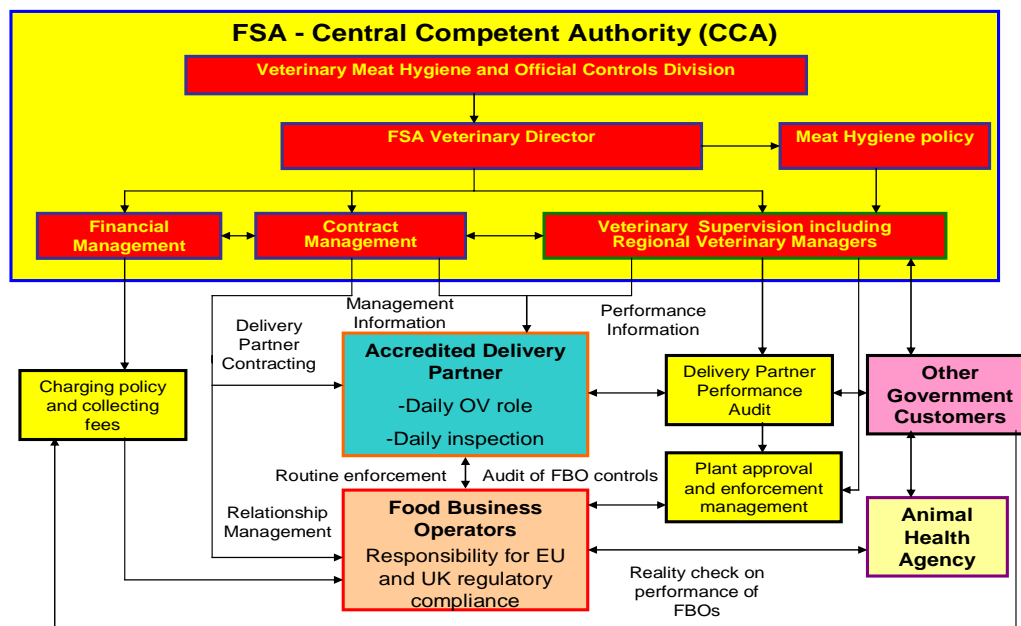 FSA - Central Competent Authority (CCA)
Veterinary Meat Hygiene and Official Controls Division
FSA Veterinary Director
Meat Hygiene policy
Financial
Management
Contract
Management
Veterinary Supervision including
Regional Veterinary Managers
Management
Information
Performance
Information
Delivery
Partner
Contracting
Accredited Delivery
Partner
-Daily OV role
-Daily inspection
Charging policy
and collecting
fees
Delivery Partner
Performance
Audit
Other
Government
Customers
Routine enforcement
Audit of FBO controls
Plant approval
and enforcement
management
Relationship
Management
Food Business
Operators
Responsibility for EU
and UK regulatory
compliance
Animal
Health
Agency
Reality check on
performance of
FBOs